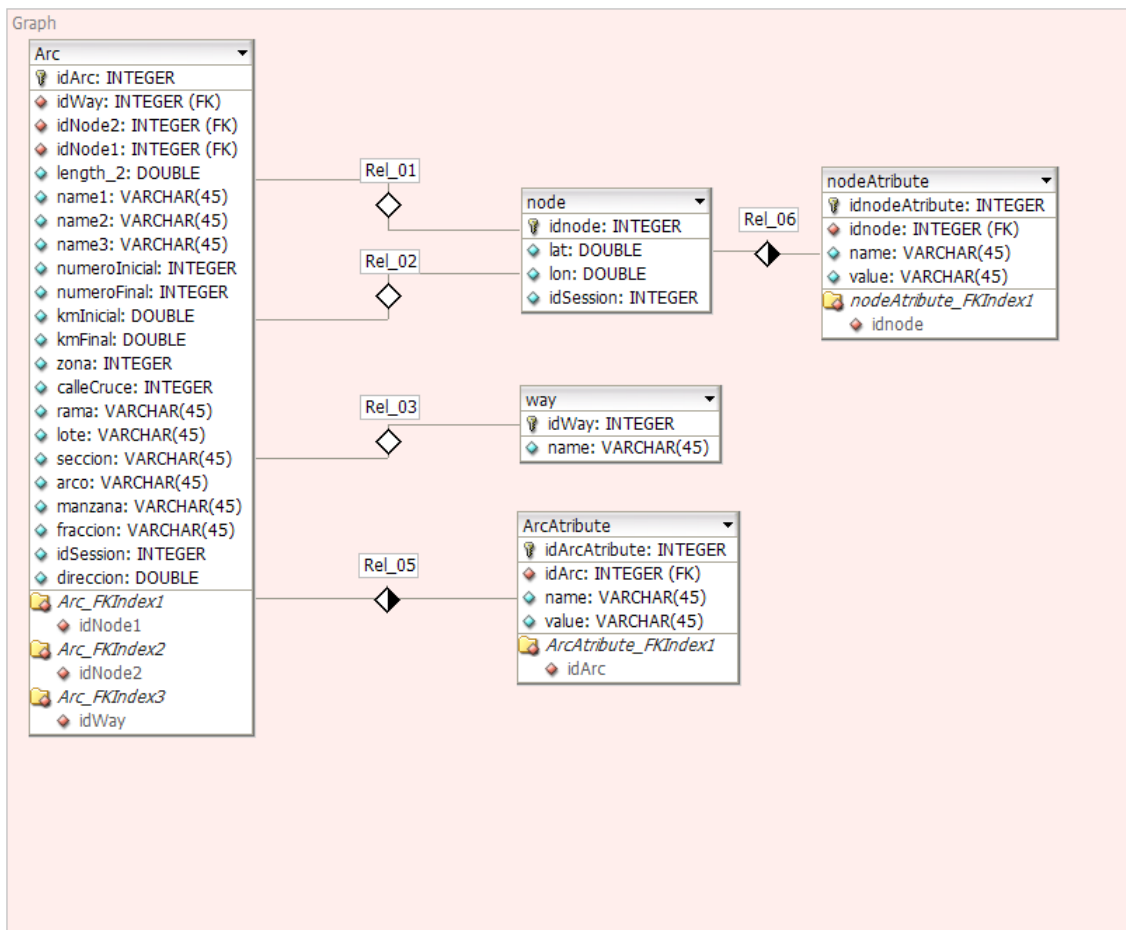 Graph
Arc
idArc: INTEGER
idWay: INTEGER (FK)
idNode2: INTEGER (FK)
idNode1: INTEGER (FK)
length_2: DOUBLE
name1: VARCHAR(45)
name2: VARCHAR(45)
name3: VARCHAR(45)
numeroInicial: INTEGER
numeroFinal: INTEGER
kmInicial: DOUBLE
kmFinal: DOUBLE
zona: INTEGER
calleCruce: INTEGER
rama: VARCHAR(45)
lote: VARCHAR(45)
seccion: VARCHAR(45)
arco: VARCHAR(45)
manzana: VARCHAR(45)
fraccion: VARCHAR(45)
idSession: INTEGER
direccion: DOUBLE
Arc_FKIndex1
idNode1
Arc_FKIndex2
idNode2
Arc_FKIndex3
idWay
Rel_01
Rel_02
Rel_03
Rel_05
node
idnode: INTEGER
lat: DOUBLE
lon: DOUBLE
idSession: INTEGER
way
idWay: INTEGER
name: VARCHAR(45)
ArcAtribute
idArcAtribute: INTEGER
idArc: INTEGER (FK)
name: VARCHAR(45)
value: VARCHAR(45)
ArcAtribute_FKIndex1
idArc
Rel_06
nodeAtribute
idnodeAtribute: INTEGER
idnode: INTEGER (FK)
name: VARCHAR(45)
value: VARCHAR(45)
nodeAtribute_FKIndex1
idnode